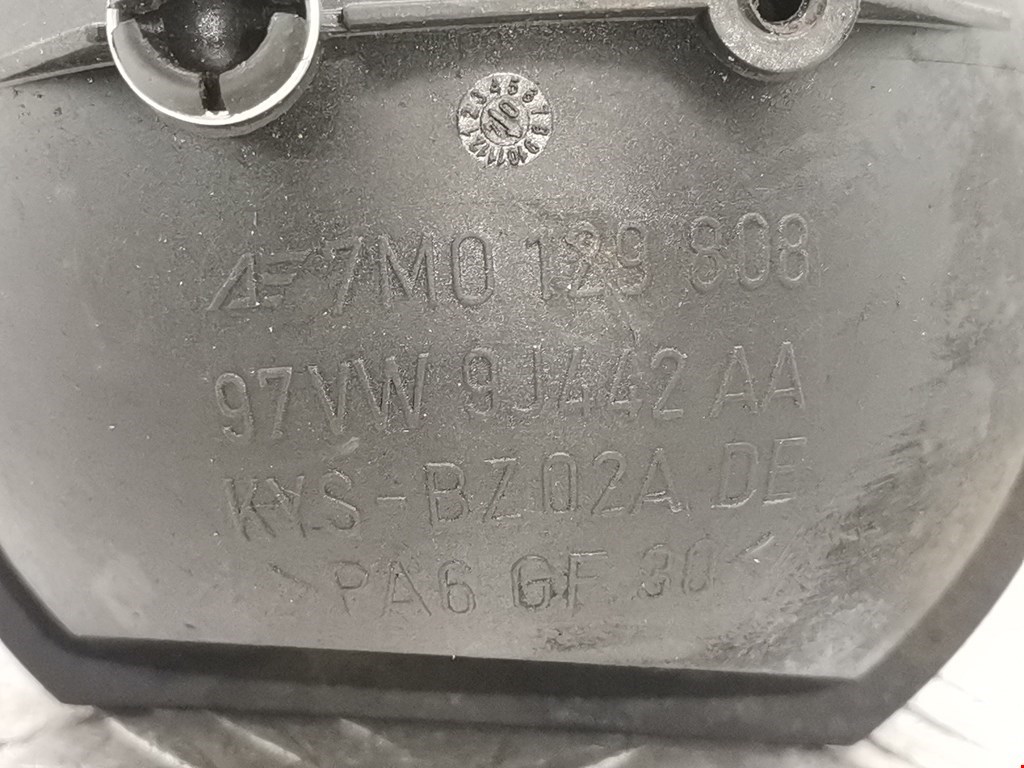 7M0 129 808
97VW 9J442 AA
KYS-BZ02A DE
>PA6 GF 30<